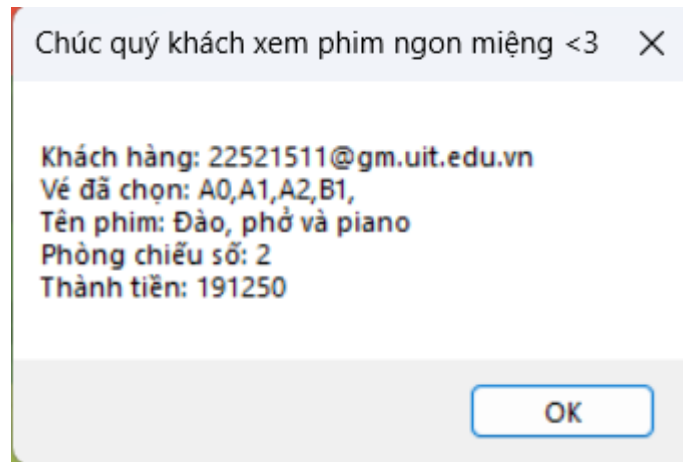 Chúc quý khách xem phim ngon miệng <3
Khách hàng: 22521511@gm.uit.edu.vn
Vé đã chọn: A0,A1,A2,B1,
Tên phim: Đào, phở và piano
Phòng chiếu số: 2
Thành tiền: 191250
OK